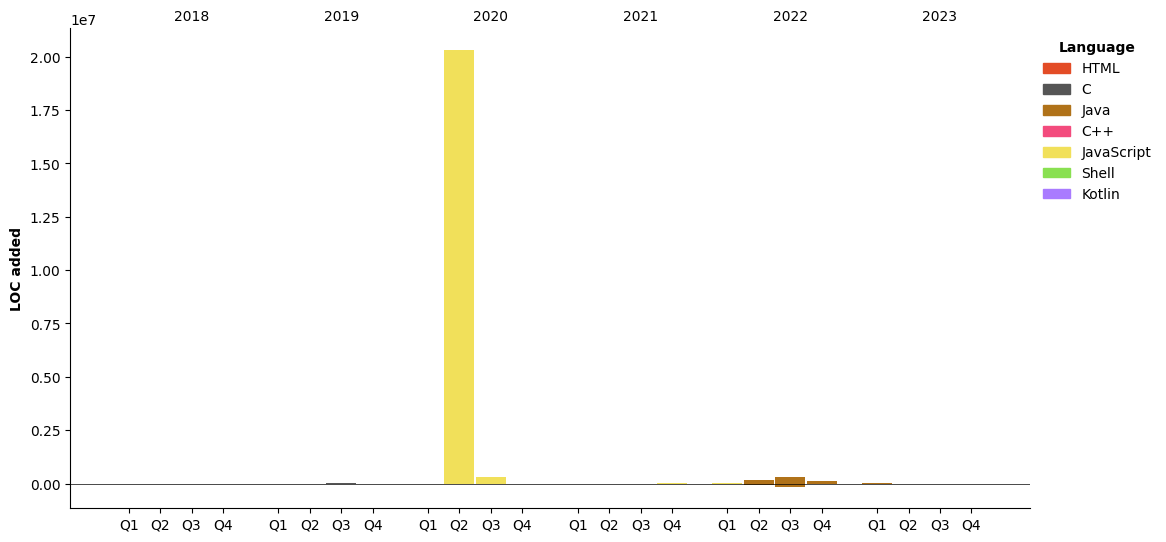 2018 2019 2020 2021 2022 2023
1e7
Language
HTML
C
Java
C++
JavaScript
Shell
Kotlin
LOC added
2.00
1.75
1.50
1.25
1.00
0.75
0.50
0.25
0.00
Q1 Q2 Q3 Q4 Q1 Q2 Q3 Q4 Q1 Q2 Q3 Q4 Q1 Q2 Q3 Q4 Q1 Q2 Q3 Q4 Q1 Q2 Q3 Q4